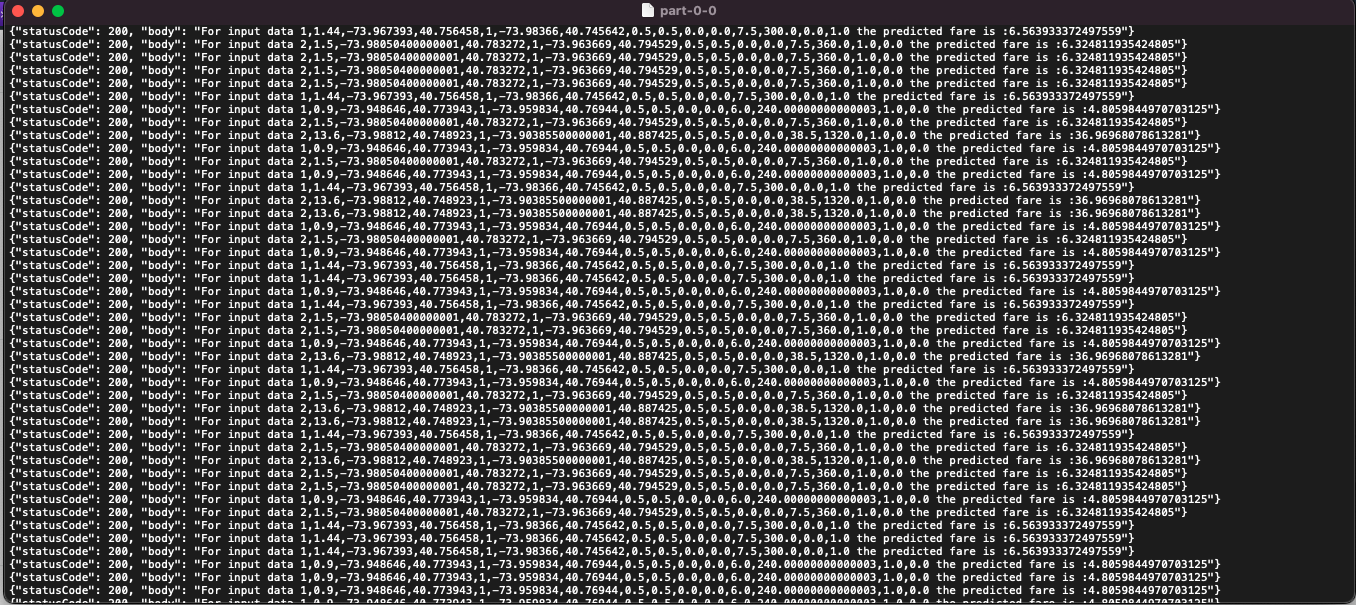 part-0-0
{"statusCode": 200, "body": "For input data 1,1.44,-73.967393,40.756458,1,-73.98366,40.745642,0.5,0.5,0.0,0.0,7.5,300.0,0.0,1.0 the predicted fare is :6.563933372497559"}
{"statusCode": 200, "body": "For input data 2,1.5,-73.98050400000001,40.783272,1,-73.963669,40.794529,0.5,0.5,0.0,0.0,7.5,360.0,1.0,0.0 the predicted fare is :6.324811935424805"}
{"statusCode": 200, "body": "For input data 2,1.5,-73.98050400000001,40.783272,1,-73.963669,40.794529,0.5,0.5,0.0,0.0,7.5,360.0,1.0,0.0 the predicted fare is :6.324811935424805"}
{"statusCode": 200, "body": "For input data 2,1.5,-73.98050400000001,40.783272,1,-73.963669,40.794529,0.5,0.5,0.0,0.0,7.5,360.0,1.0,0.0 the predicted fare is :6.324811935424805"}
{"statusCode": 200, "body": "For input data 2,1.5,-73.98050400000001,40.783272,1,-73.963669,40.794529,0.5,0.5,0.0,0.0,7.5,360.0,1.0,0.0 the predicted fare is :6.324811935424805"}
{"statusCode": 200, "body": "For input data 1,1.44,-73.967393,40.756458,1,-73.98366,40.745642,0.5,0.5,0.0,0.0,7.5,300.0,0.0,1.0 the predicted fare is :6.563933372497559"}
{"statusCode": 200, "body": "For input data 1,0.9,-73.948646,40.773943,1,-73.959834,40.76944,0.5,0.5,0.0,0.0,6.0,240.00000000000003,1.0,0.0 the predicted fare is :4.8059844970703125"}
{"statusCode": 200, "body": "For input data 2,1.5,-73.98050400000001,40.783272,1,-73.963669,40.794529,0.5,0.5,0.0,0.0,7.5,360.0,1.0,0.0 the predicted fare is :6.324811935424805"}
{"statusCode": 200, "body": "For input data 2,13.6,-73.98812,40.748923,1,-73.90385500000001,40.887425,0.5,0.5,0.0,0.0,38.5,1320.0,1.0,0.0 the predicted fare is :36.96968078613281"}
{"statusCode": 200, "body": "For input data 1,0.9,-73.948646,40.773943,1,-73.959834,40.76944,0.5,0.5,0.0,0.0,6.0,240.00000000000003,1.0,0.0 the predicted fare is :4.8059844970703125"}
{"statusCode": 200, "body": "For input data 2,1.5,-73.98050400000001,40.783272,1,-73.963669,40.794529,0.5,0.5,0.0,0.0,7.5,360.0,1.0,0.0 the predicted fare is :6.324811935424805"}
{"statusCode": 200, "body": "For input data 1,0.9,-73.948646,40.773943,1,-73.959834,40.76944,0.5,0.5,0.0,0.0,6.0,240.00000000000003,1.0,0.0 the predicted fare is :4.8059844970703125"}
{"statusCode": 200, "body": "For input data 1,1.44,-73.967393,40.756458,1,-73.98366,40.745642,0.5,0.5,0.0,0.0,7.5,300.0,0.0,1.0 the predicted fare is :6.563933372497559"}
{"statusCode": 200, "body": "For input data 2,13.6,-73.98812,40.748923,1,-73.90385500000001,40.887425,0.5,0.5,0.0,0.0,38.5,1320.0,1.0,0.0 the predicted fare is :36.96968078613281"}
{"statusCode": 200, "body": "For input data 2,13.6,-73.98812,40.748923,1,-73.90385500000001,40.887425,0.5,0.5,0.0,0.0,38.5,1320.0,1.0,0.0 the predicted fare is :36.96968078613281"}
{"statusCode": 200, "body": "For input data 1,0.9,-73.948646,40.773943,1,-73.959834,40.76944,0.5,0.5,0.0,0.0,6.0,240.00000000000003,1.0,0.0 the predicted fare is :4.8059844970703125"}
{"statusCode": 200, "body": "For input data 2,1.5,-73.98050400000001,40.783272,1,-73.963669,40.794529,0.5,0.5,0.0,0.0,7.5,360.0,1.0,0.0 the predicted fare is :6.324811935424805"}
{"statusCode": 200, "body": "For input data 1,0.9,-73.948646,40.773943,1,-73.959834,40.76944,0.5,0.5,0.0,0.0,6.0,240.00000000000003,1.0,0.0 the predicted fare is :4.8059844970703125"}
{"statusCode": 200, "body": "For input data 1,1.44,-73.967393,40.756458,1,-73.98366,40.745642,0.5,0.5,0.0,0.0,7.5,300.0,0.0,1.0 the predicted fare is :6.563933372497559"}
{"statusCode": 200, "body": "For input data 1,1.44,-73.967393,40.756458,1,-73.98366,40.745642,0.5,0.5,0.0,0.0,7.5,300.0,0.0,1.0 the predicted fare is :6.563933372497559"}
{"statusCode": 200, "body": "For input data 1,0.9,-73.948646,40.773943,1,-73.959834,40.76944,0.5,0.5,0.0,0.0,6.0,240.00000000000003,1.0,0.0 the predicted fare is :4.8059844970703125"}
{"statusCode": 200, "body": "For input data 1,1.44,-73.967393,40.756458,1,-73.98366,40.745642,0.5,0.5,0.0,0.0,7.5,300.0,0.0,1.0 the predicted fare is :6.563933372497559"}
{"statusCode": 200, "body": "For input data 2,1.5,-73.98050400000001,40.783272,1,-73.963669,40.794529,0.5,0.5,0.0,0.0,7.5,360.0,1.0,0.0 the predicted fare is :6.324811935424805"}
{"statusCode": 200, "body": "For input data 2,1.5,-73.98050400000001,40.783272,1,-73.963669,40.794529,0.5,0.5,0.0,0.0,7.5,360.0,1.0,0.0 the predicted fare is :6.324811935424805"}
{"statusCode": 200, "body": "For input data 1,0.9,-73.948646,40.773943,1,-73.959834,40.76944,0.5,0.5,0.0,0.0,6.0,240.00000000000003,1.0,0.0 the predicted fare is :4.8059844970703125"}
{"statusCode": 200, "body": "For input data 2,13.6,-73.98812,40.748923,1,-73.90385500000001,40.887425,0.5,0.5,0.0,0.0,38.5,1320.0,1.0,0.0 the predicted fare is :36.96968078613281"}
{"statusCode": 200, "body": "For input data 1,1.44,-73.967393,40.756458,1,-73.98366,40.745642,0.5,0.5,0.0,0.0,7.5,300.0,0.0,1.0 the predicted fare is :6.563933372497559"}
{"statusCode": 200, "body": "For input data 1,0.9,-73.948646,40.773943,1,-73.959834,40.76944,0.5,0.5,0.0,0.0,6.0,240.00000000000003,1.0,0.0 the predicted fare is :4.8059844970703125"}
{"statusCode": 200, "body": "For input data 2,1.5,-73.98050400000001,40.783272,1,-73.963669,40.794529,0.5,0.5,0.0,0.0,7.5,360.0,1.0,0.0 the predicted fare is :6.324811935424805"}
{"statusCode": 200, "body": "For input data 2,13.6,-73.98812,40.748923,1,-73.90385500000001,40.887425,0.5,0.5,0.0,0.0,38.5,1320.0,1.0,0.0 the predicted fare is :36.96968078613281"}
{"statusCode": 200, "body": "For input data 2,13.6,-73.98812,40.748923,1,-73.90385500000001,40.887425,0.5,0.5,0.0,0.0,38.5,1320.0,1.0,0.0 the predicted fare is :36.96968078613281"}
{"statusCode": 200, "body": "For input data 1,1.44,-73.967393,40.756458,1,-73.98366,40.745642,0.5,0.5,0.0,0.0,7.5,300.0,0.0,1.0 the predicted fare is :6.563933372497559"}
{"statusCode": 200, "body": "For input data 2,1.5,-73.98050400000001,40.783272,1,-73.963669,40.794529,0.5,0.5,0.0,0.0,7.5,360.0,1.0,0.0 the predicted fare is :6.324811935424805"}
{"statusCode": 200, "body": "For input data 2,13.6,-73.98812,40.748923,1,-73.90385500000001,40.887425,0.5,0.5,0.0,0.0,38.5,1320.0,1.0,0.0 the predicted fare is :36.96968078613281"}
{"statusCode": 200, "body": "For input data 2,1.5,-73.98050400000001,40.783272,1,-73.963669,40.794529,0.5,0.5,0.0,0.0,7.5,360.0,1.0,0.0 the predicted fare is :6.324811935424805"}
{"statusCode": 200, "body": "For input data 2,1.5,-73.98050400000001,40.783272,1,-73.963669,40.794529,0.5,0.5,0.0,0.0,7.5,360.0,1.0,0.0 the predicted fare is :6.324811935424805"}
{"statusCode": 200, "body": "For input data 1,0.9,-73.948646,40.773943,1,-73.959834,40.76944,0.5,0.5,0.0,0.0,6.0,240.00000000000003,1.0,0.0 the predicted fare is :4.8059844970703125"}
{"statusCode": 200, "body": "For input data 2,1.5,-73.98050400000001,40.783272,1,-73.963669,40.794529,0.5,0.5,0.0,0.0,7.5,360.0,1.0,0.0 the predicted fare is :6.324811935424805"}
{"statusCode": 200, "body": "For input data 1,1.44,-73.967393,40.756458,1,-73.98366,40.745642,0.5,0.5,0.0,0.0,7.5,300.0,0.0,1.0 the predicted fare is :6.563933372497559"}
{"statusCode": 200, "body": "For input data 1,1.44,-73.967393,40.756458,1,-73.98366,40.745642,0.5,0.5,0.0,0.0,7.5,300.0,0.0,1.0 the predicted fare is :6.563933372497559"}
{"statusCode": 200, "body": "For input data 1,1.44,-73.967393,40.756458,1,-73.98366,40.745642,0.5,0.5,0.0,0.0,7.5,300.0,0.0,1.0 the predicted fare is :6.563933372497559"}
{"statusCode": 200, "body": "For input data 1,0.9,-73.948646,40.773943,1,-73.959834,40.76944,0.5,0.5,0.0,0.0,6.0,240.00000000000003,1.0,0.0 the predicted fare is :4.8059844970703125"}
{"statusCode": 200, "body": "For input data 1,0.9,-73.948646,40.773943,1,-73.959834,40.76944,0.5,0.5,0.0,0.0,6.0,240.00000000000003,1.0,0.0 the predicted fare is :4.8059844970703125"}
{"statusCode": 200, "body": "For input data 1,0.9,-73.948646,40.773943,1,-73.959834,40.76944,0.5,0.5,0.0,0.0,6.0,240.00000000000003,1.0,0.0 the predicted fare is :4.8059844970703125"}